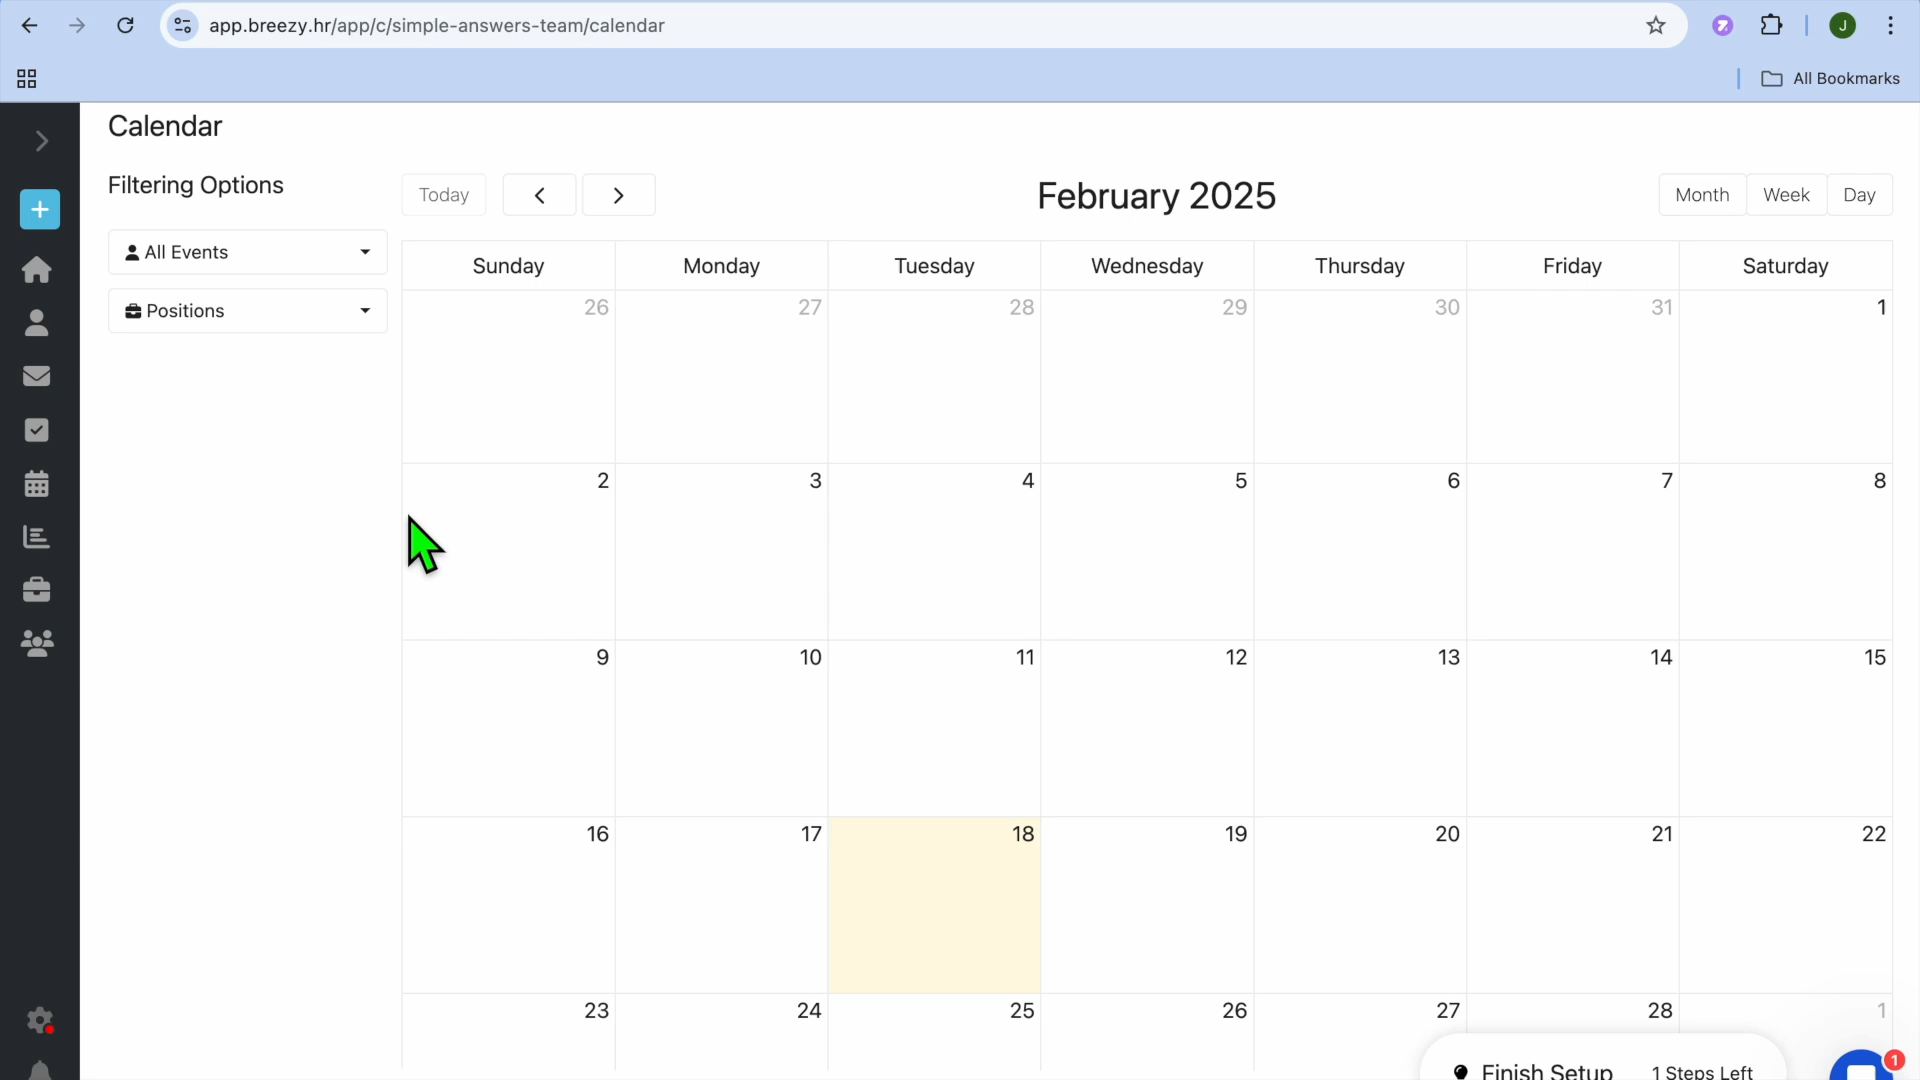 app.breezy.hr/app/c/simple-answers-team/calendar
J
All Bookmarks
Calendar
Filtering Options
All Events
Positions
Today
February 2025
Month Week Day
Sunday Monday Tuesday Wednesday Thursday Friday Saturday
26 27 28 29 30 31 1
2 3 4 5 6 7 8
9 10 11 12 13 14 15
16 17 18 19 20 21 22
23 24 25 26 27 28 1
Finish Setup 1 Steps Left
1